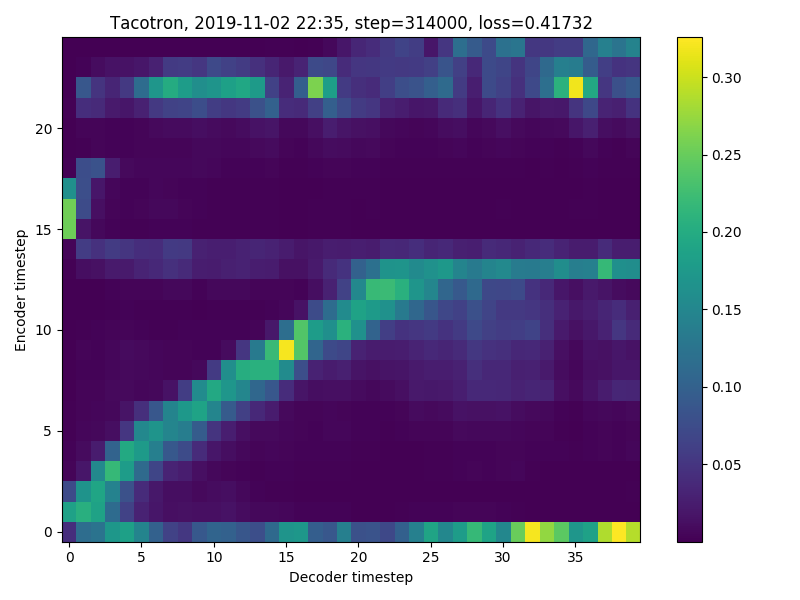 Tacotron, 2019-11-02 22:35, step=314000, loss=0.41732
Encoder timestep
20
15
10
5
0
0 5 10 15 20 25 30 35
Decoder timestep
0.30
0.25
0.20
0.15
0.10
0.05